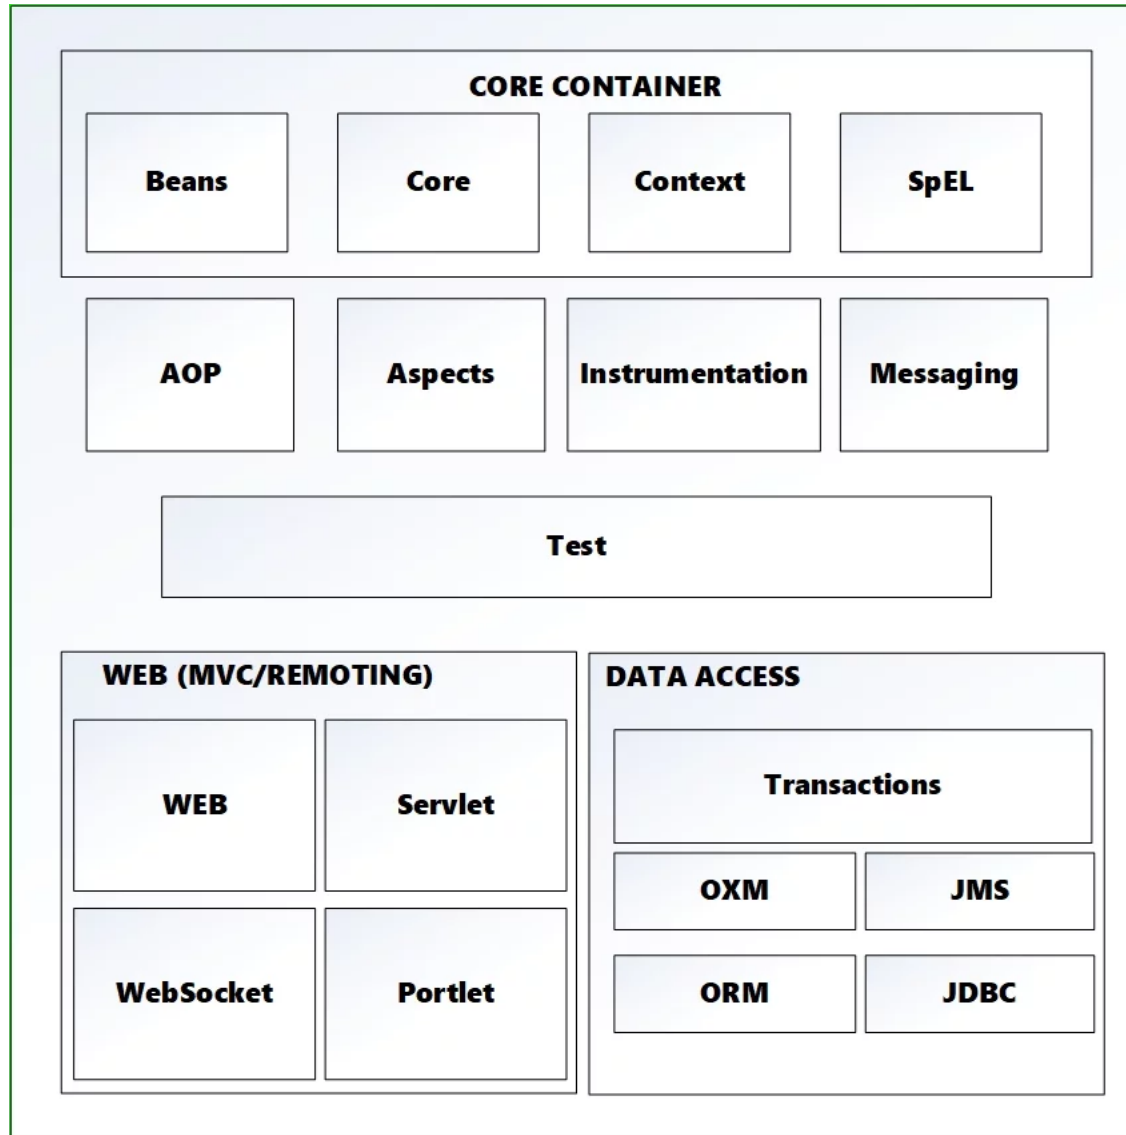 CORE CONTAINER
Beans
Core
Context
SpEL
AOP
Aspects
Instrumentation
Messaging
Test
WEB (MVC/REMOTING)
WEB
Servlet
WebSocket
Portlet
DATA ACCESS
Transactions
OXM
JMS
ORM
JDBC